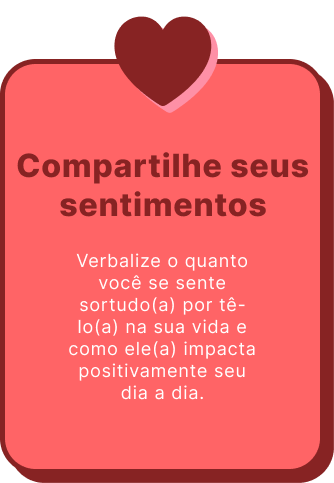 Compartilhe seus
sentimentos
Verbalize o quanto
você se sente
sortudo(a) por tê-
lo(a) na sua vida e
como ele(a) impacta
positivamente seu
dia a dia.